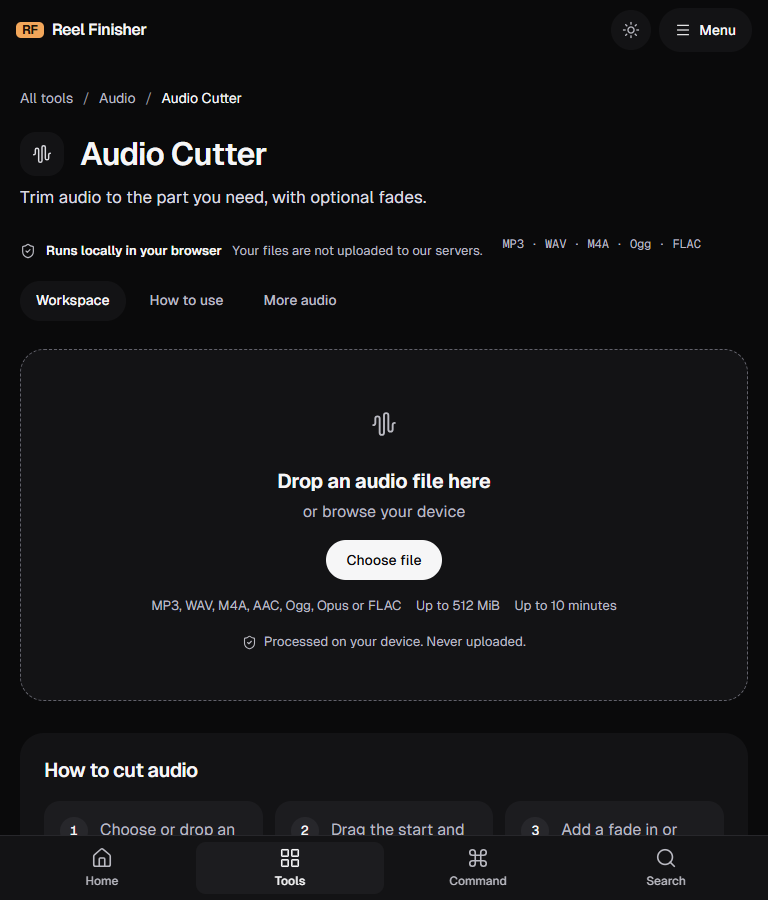 RF Reel Finisher
Menu
All tools / Audio / Audio Cutter
Audio Cutter
Trim audio to the part you need, with optional fades.
Runs locally in your browser Your files are not uploaded to our servers. MP3 · WAV · M4A · Ogg · FLAC
Workspace How to use More audio
Drop an audio file here
or browse your device
Choose file
MP3, WAV, M4A, AAC, Ogg, Opus or FLAC Up to 512 MiB Up to 10 minutes
Processed on your device. Never uploaded.
How to cut audio
1 Choose or drop an 2 Drag the start and 3 Add a fade in or
Home Tools Command Search